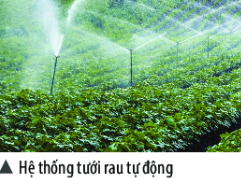 ▲ Hệ thống tưới rau tự động